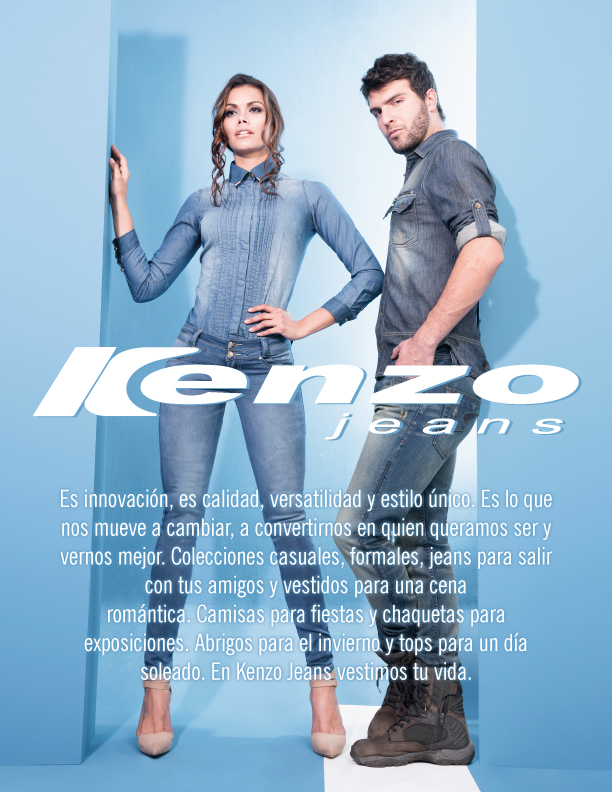 Kenzo
jeans
Es innovación, es calidad, versatilidad y estilo único. Es lo que
nos mueve a cambiar, a convertirnos en quien queramos ser y
vernos mejor. Colecciones casuales, formales, jeans para salir
con tus amigos y vestidos para una cena
romántica. Camisas para fiestas y chaquetas para
exposiciones. Abrigos para el invierno y tops para un día
soleado. En Kenzo Jeans vestimos tu vida.